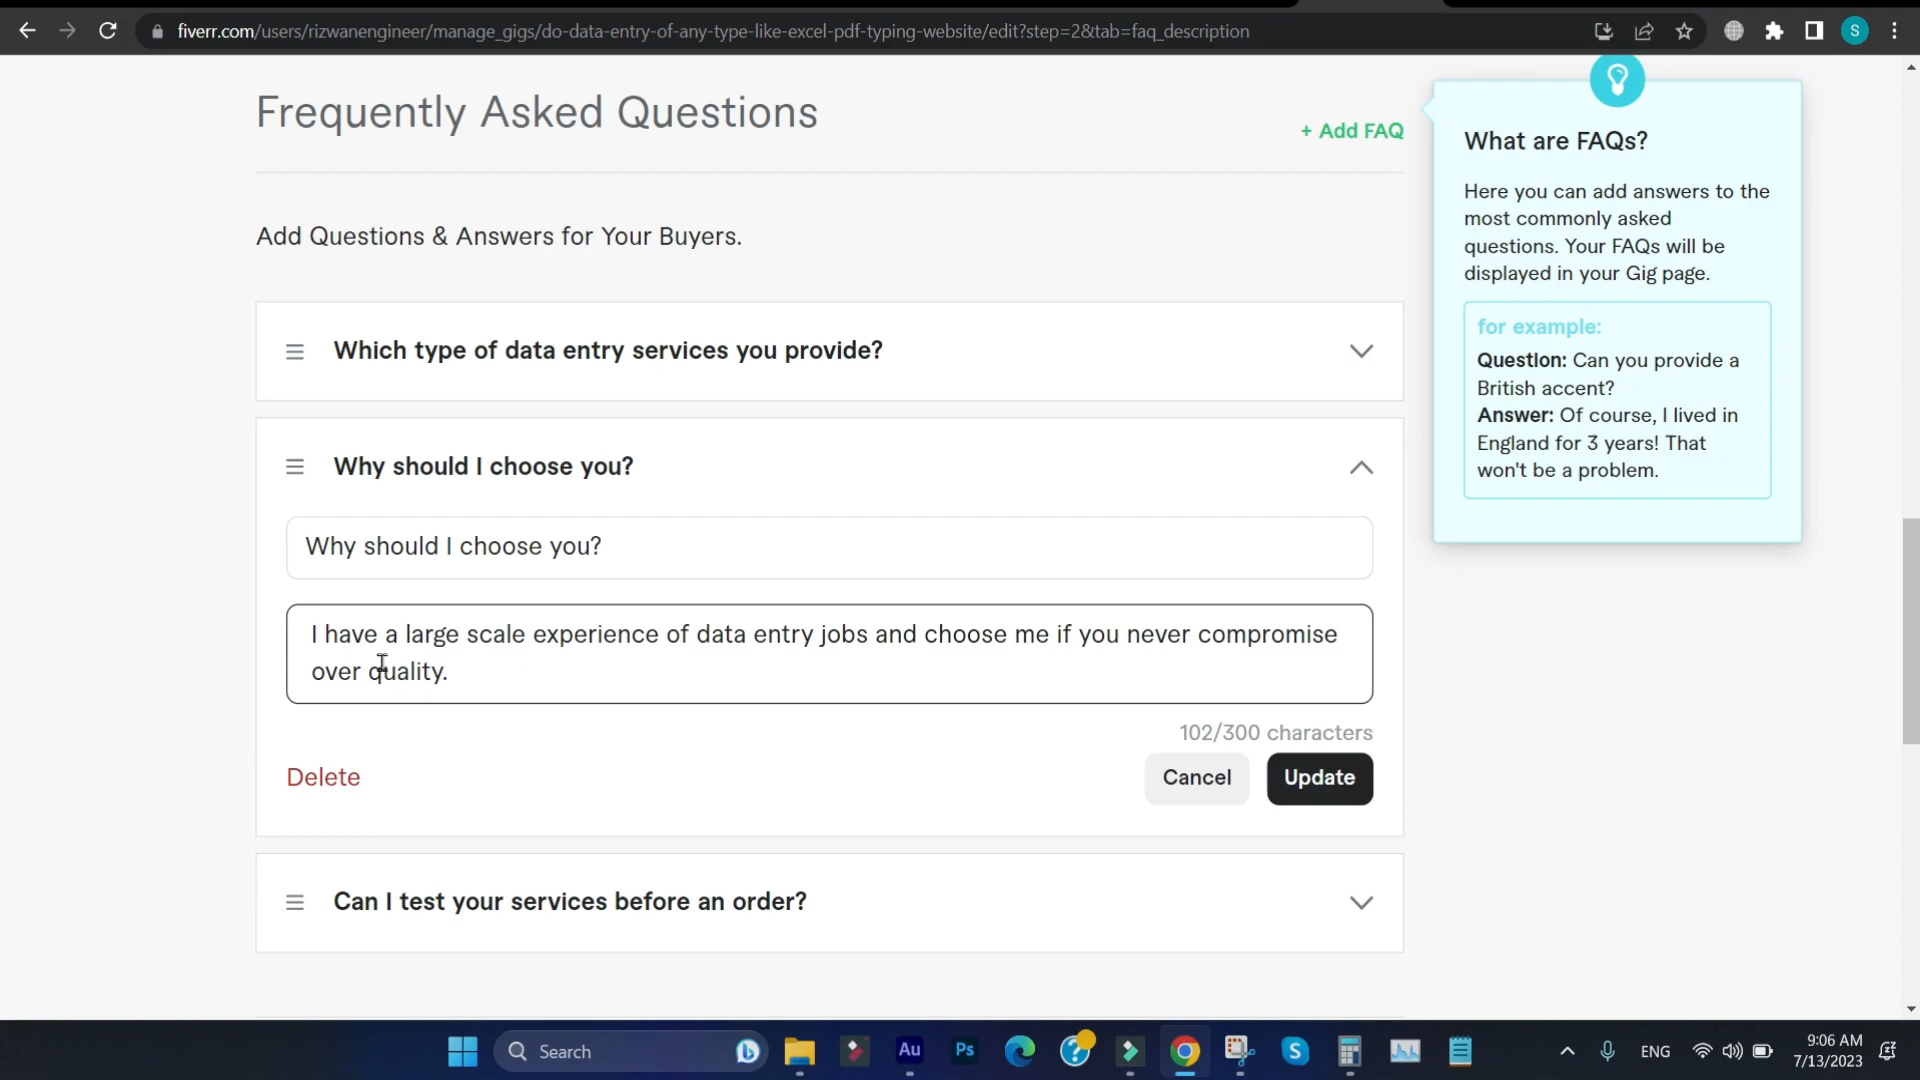 fiverr.com/users/rizwanengineer/manage_gigs/do-data-entry-of-any-type-like-excel-pdf-typing-website/edit?step=2&tab=faq_description
S
Frequently Asked Questions
+ Add FAQ
Add Questions & Answers for Your Buyers.
Which type of data entry services you provide?
Why should I choose you?
Why should I choose you?
I have a large scale experience of data entry jobs and choose me if you never compromise
over quality.
102/300 characters
Delete
Cancel
Update
Can I test your services before an order?
What are FAQs?
Here you can add answers to the
most commonly asked
questions. Your FAQs will be
displayed in your Gig page.
for example:
Question: Can you provide a
British accent?
Answer: Of course, I lived in
England for 3 years! That
won't be a problem.
Search
Au
Ps
S
ENG
9:06 AM
7/13/2023